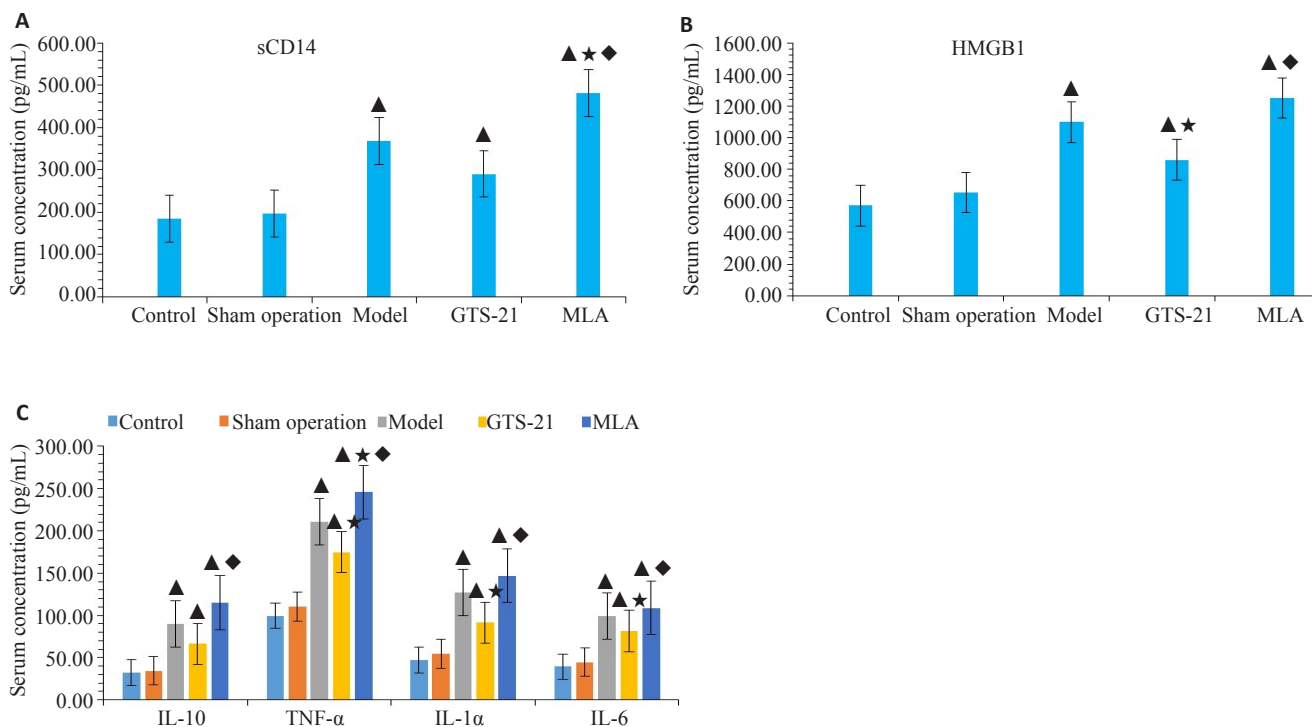 A
sCD14
Serum concentration (pg/mL)
600.00
500.00
400.00
300.00
200.00
100.00
0.00
▲ ▲ ▲ ★ ◆
Control Sham operation Model GTS-21 MLA
B
HMGB1
Serum concentration (pg/mL)
1600.00
1400.00
1200.00
1000.00
800.00
600.00
400.00
200.00
0.00
▲ ▲ ★ ▲ ◆
Control Sham operation Model GTS-21 MLA
C
Control Sham operation Model GTS-21 MLA
Serum concentration (pg/mL)
300.00
250.00
200.00
150.00
100.00
50.00
0.00
▲ ▲ ▲ ◆ ▲ ▲ ★ ▲ ★ ◆ ▲ ▲ ★ ▲ ◆ ▲ ▲ ★ ▲ ◆
IL-10 TNF-α IL-1α IL-6